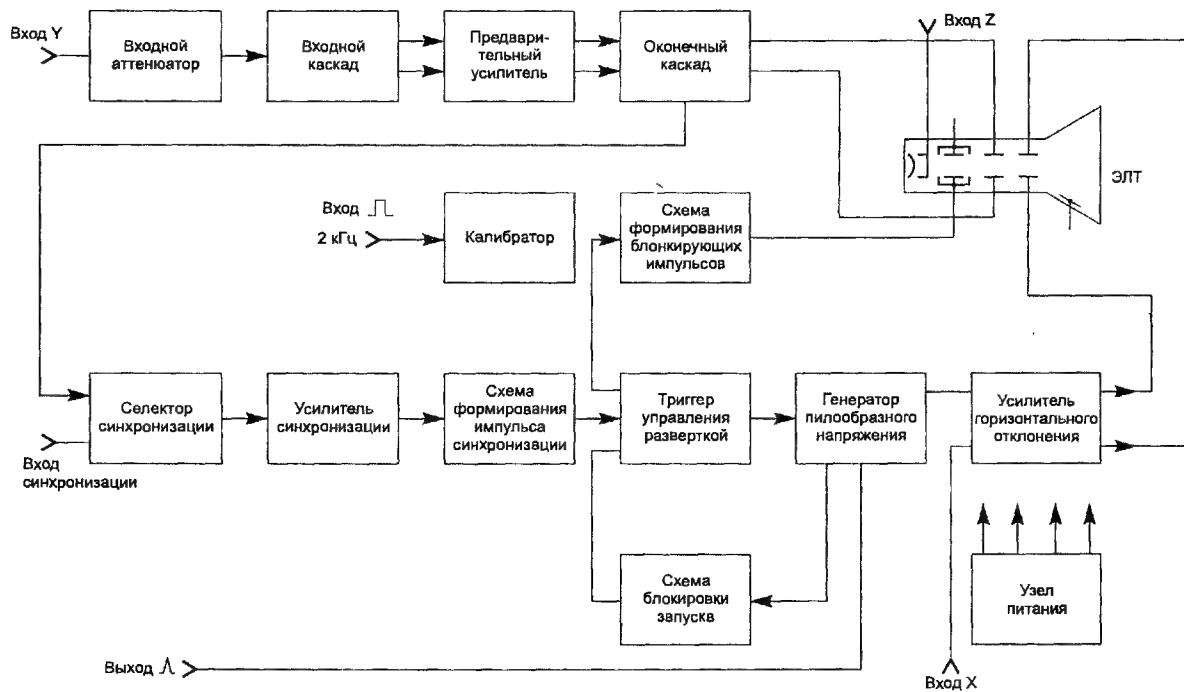 Вход Y
Входной
аттенюатор
Входной
каскад
Предвари-
тельный
усилитель
Оконечный
каскад
Вход Z
ЭЛТ
Вход
2 кГц
Калибратор
Схема
формирования
блонкирующих
импульсов
Селектор
синхронизации
Усилитель
синхронизации
Схема
формирования
импульса
синхронизации
Триггер
управления
разверткой
Генератор
пилообразного
напряжения
Усилитель
горизонтального
отклонения
Вход
синхронизации
Схема
блокировки
запуска
Узел
питания
Выход
Вход X